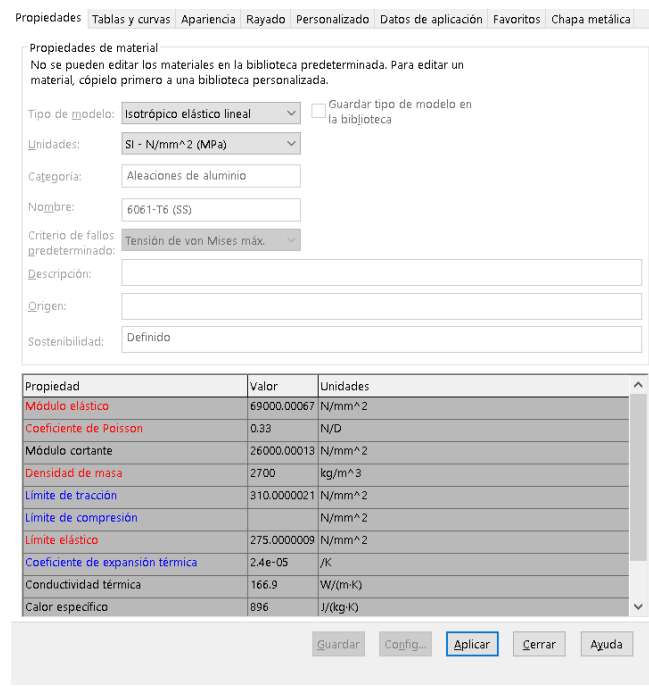 Propiedades Tablas y curvas Apariencia Rayado Personalizado Datos de aplicación Favoritos Chapa metálica
Propiedades de material
No se pueden editar los materiales en la biblioteca predeterminada. Para editar un
material, cópielo primero a una biblioteca personalizada.
Tipo de modelo: Isotrópico elástico lineal Guardar tipo de modelo en
la biblioteca
Unidades: SI - N/mm^2 (MPa)
Categoría: Aleaciones de aluminio
Nombre: 6061-T6 (SS)
Criterio de fallos
predeterminado: Tensión de von Mises máx.
Descripción:
Origen:
Sostenibilidad: Definido
Propiedad Valor Unidades
Módulo elástico 69000.00067 N/mm^2
Coeficiente de Poisson 0.33 N/D
Módulo cortante 26000.00013 N/mm^2
Densidad de masa 2700 kg/m^3
Límite de tracción 310.0000021 N/mm^2
Límite de compresión N/mm^2
Límite elástico 275.0000009 N/mm^2
Coeficiente de expansión térmica 2.4e-05 /K
Conductividad térmica 166.9 W/(m·K)
Calor específico 896 J/(kg·K)
Guardar Config... Aplicar Cerrar Ayuda